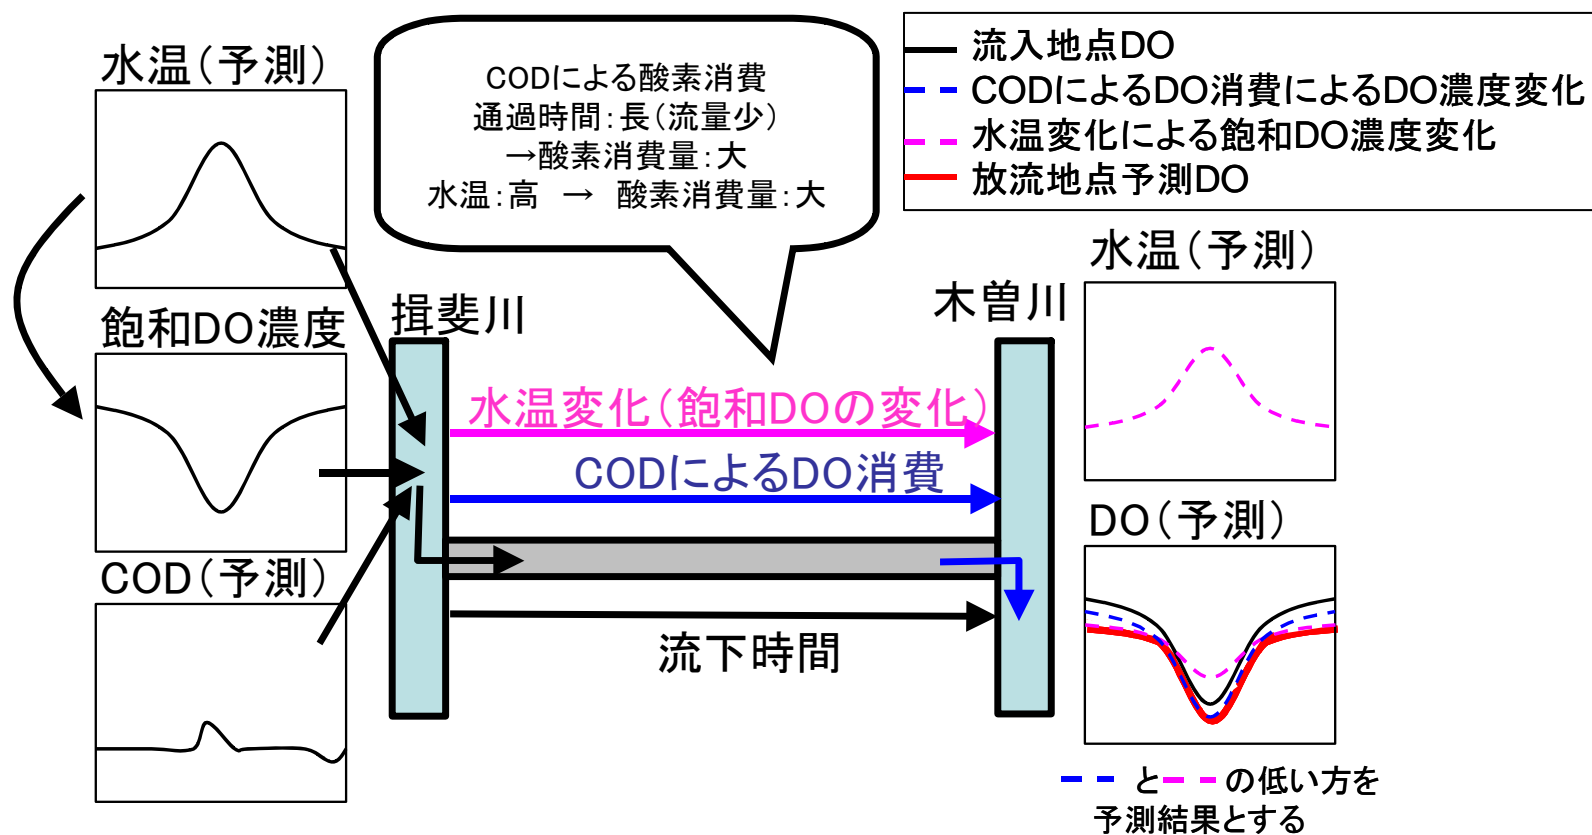 水温(予測)
CODによる酸素消費
通過時間:長(流量少)
→酸素消費量:大
水温:高 → 酸素消費量:大
流入地点DO
CODによるDO消費によるDO濃度変化
水温変化による飽和DO濃度変化
放流地点予測DO
飽和DO濃度
揖斐川
木曽川
水温(予測)
水温変化(飽和DOの変化)
CODによるDO消費
DO(予測)
COD(予測)
流下時間
との低い方を
予測結果とする